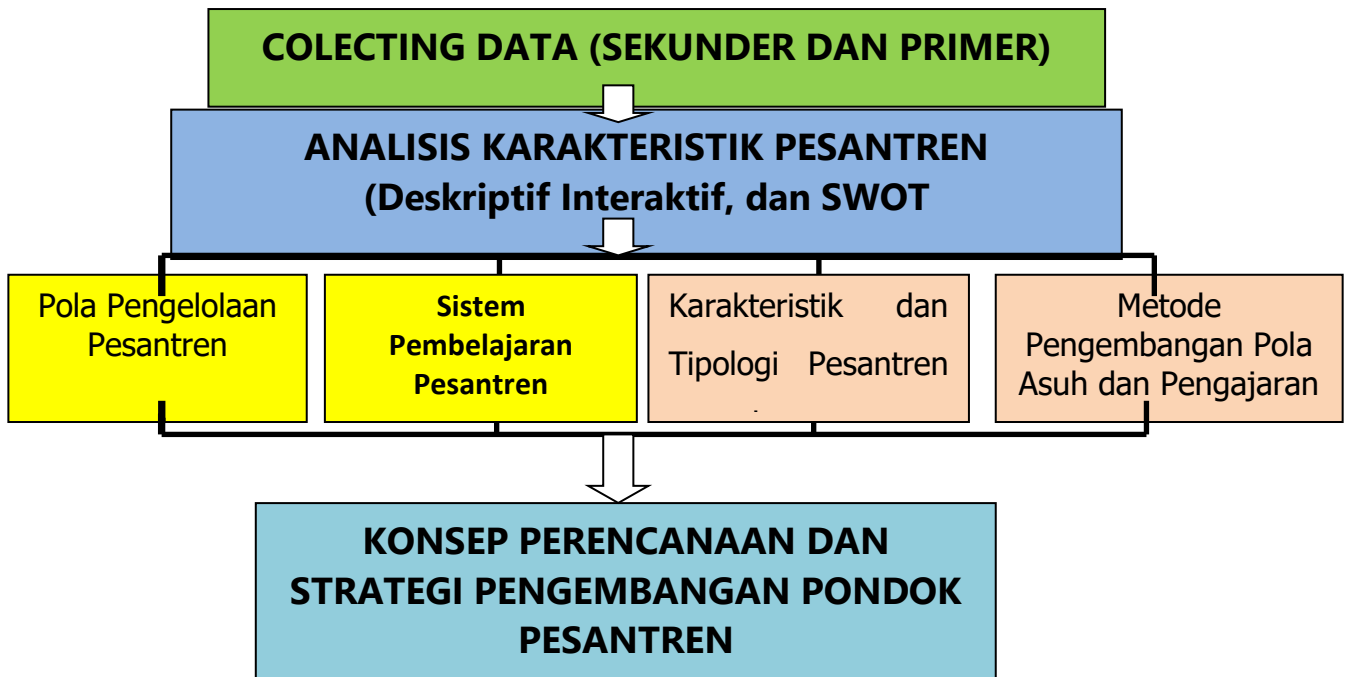 COLECTING DATA (SEKUNDER DAN PRIMER)
ANALISIS KARAKTERISTIK PESANTREN
(Deskriptif Interaktif, dan SWOT
Pola Pengelolaan
Pesantren
Sistem
Pembelajaran
Pesantren
Karakteristik dan
Tipologi Pesantren
.
Metode
Pengembangan Pola
Asuh dan Pengajaran
KONSEP PERENCANAAN DAN
STRATEGI PENGEMBANGAN PONDOK
PESANTREN